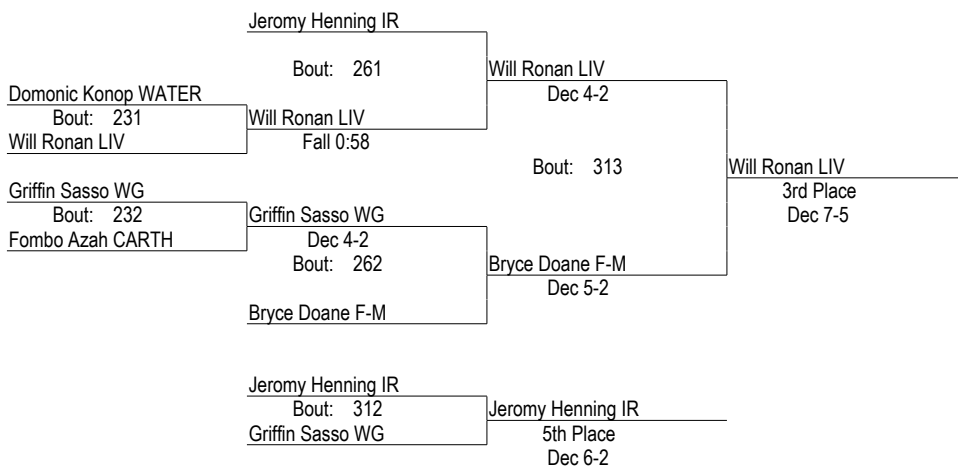 Jeromy Henning IR
Bout: 261
Will Ronan LIV
Dec 4-2
Domonic Konop WATER
Bout: 231
Will Ronan LIV
Will Ronan LIV
Fall 0:58
Bout: 313
Will Ronan LIV
3rd Place
Dec 7-5
Griffin Sasso WG
Bout: 232
Fombo Azah CARTH
Griffin Sasso WG
Dec 4-2
Bout: 262
Bryce Doane F-M
Dec 5-2
Bryce Doane F-M
Jeromy Henning IR
Bout: 312
Griffin Sasso WG
Jeromy Henning IR
5th Place
Dec 6-2